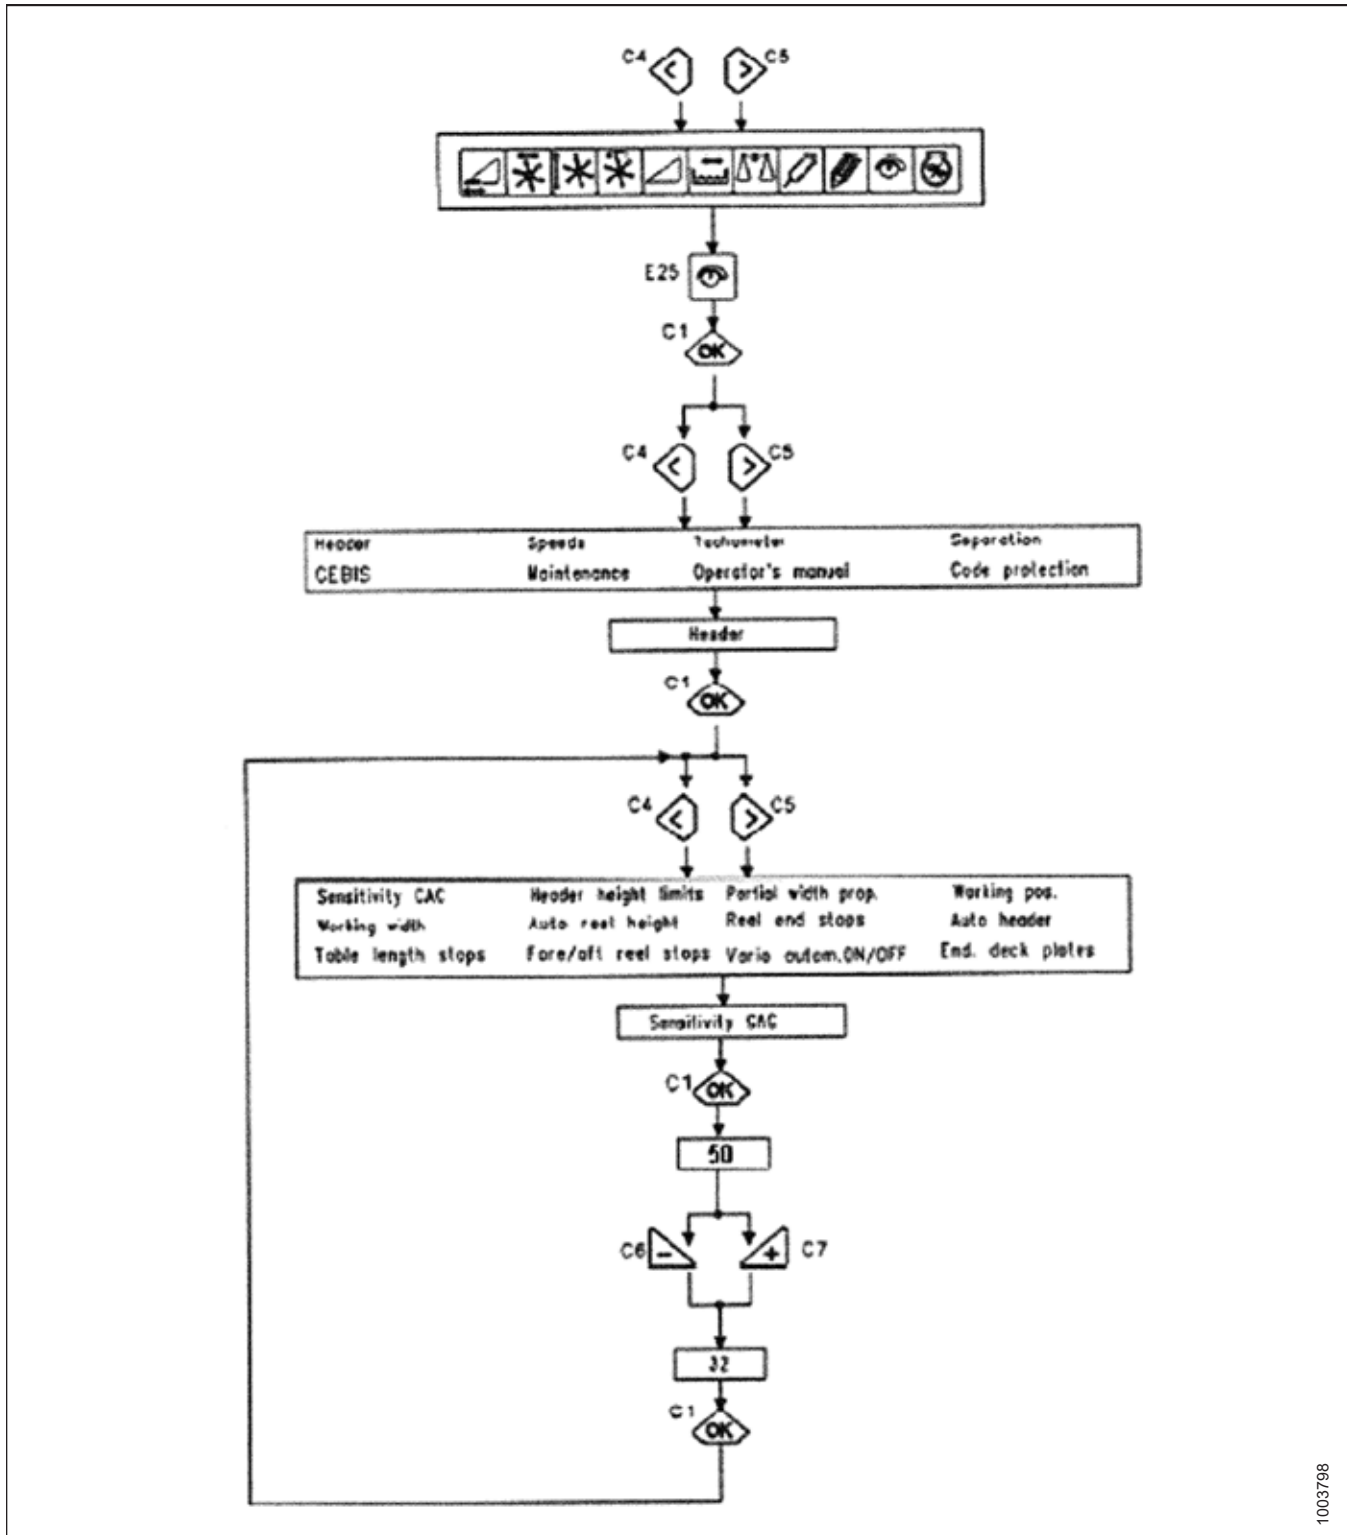 C4 < > C5
E25
C1
OK
C4 < > C5
Header Speeds Tachometer Separation
CEBIS Maintenance Operator's manual Code protection
Header
C1
OK
C4 < > C5
Sensitivity CAC Header height limits Partial width prop. Working pos.
Working width Auto reel height Reel end stops Auto header
Table length stops Fore/aft reel stops Vario autom.ON/OFF End. deck plates
Sensitivity CAC
C1
OK
50
C6 - + C7
32
C1
OK
1003798